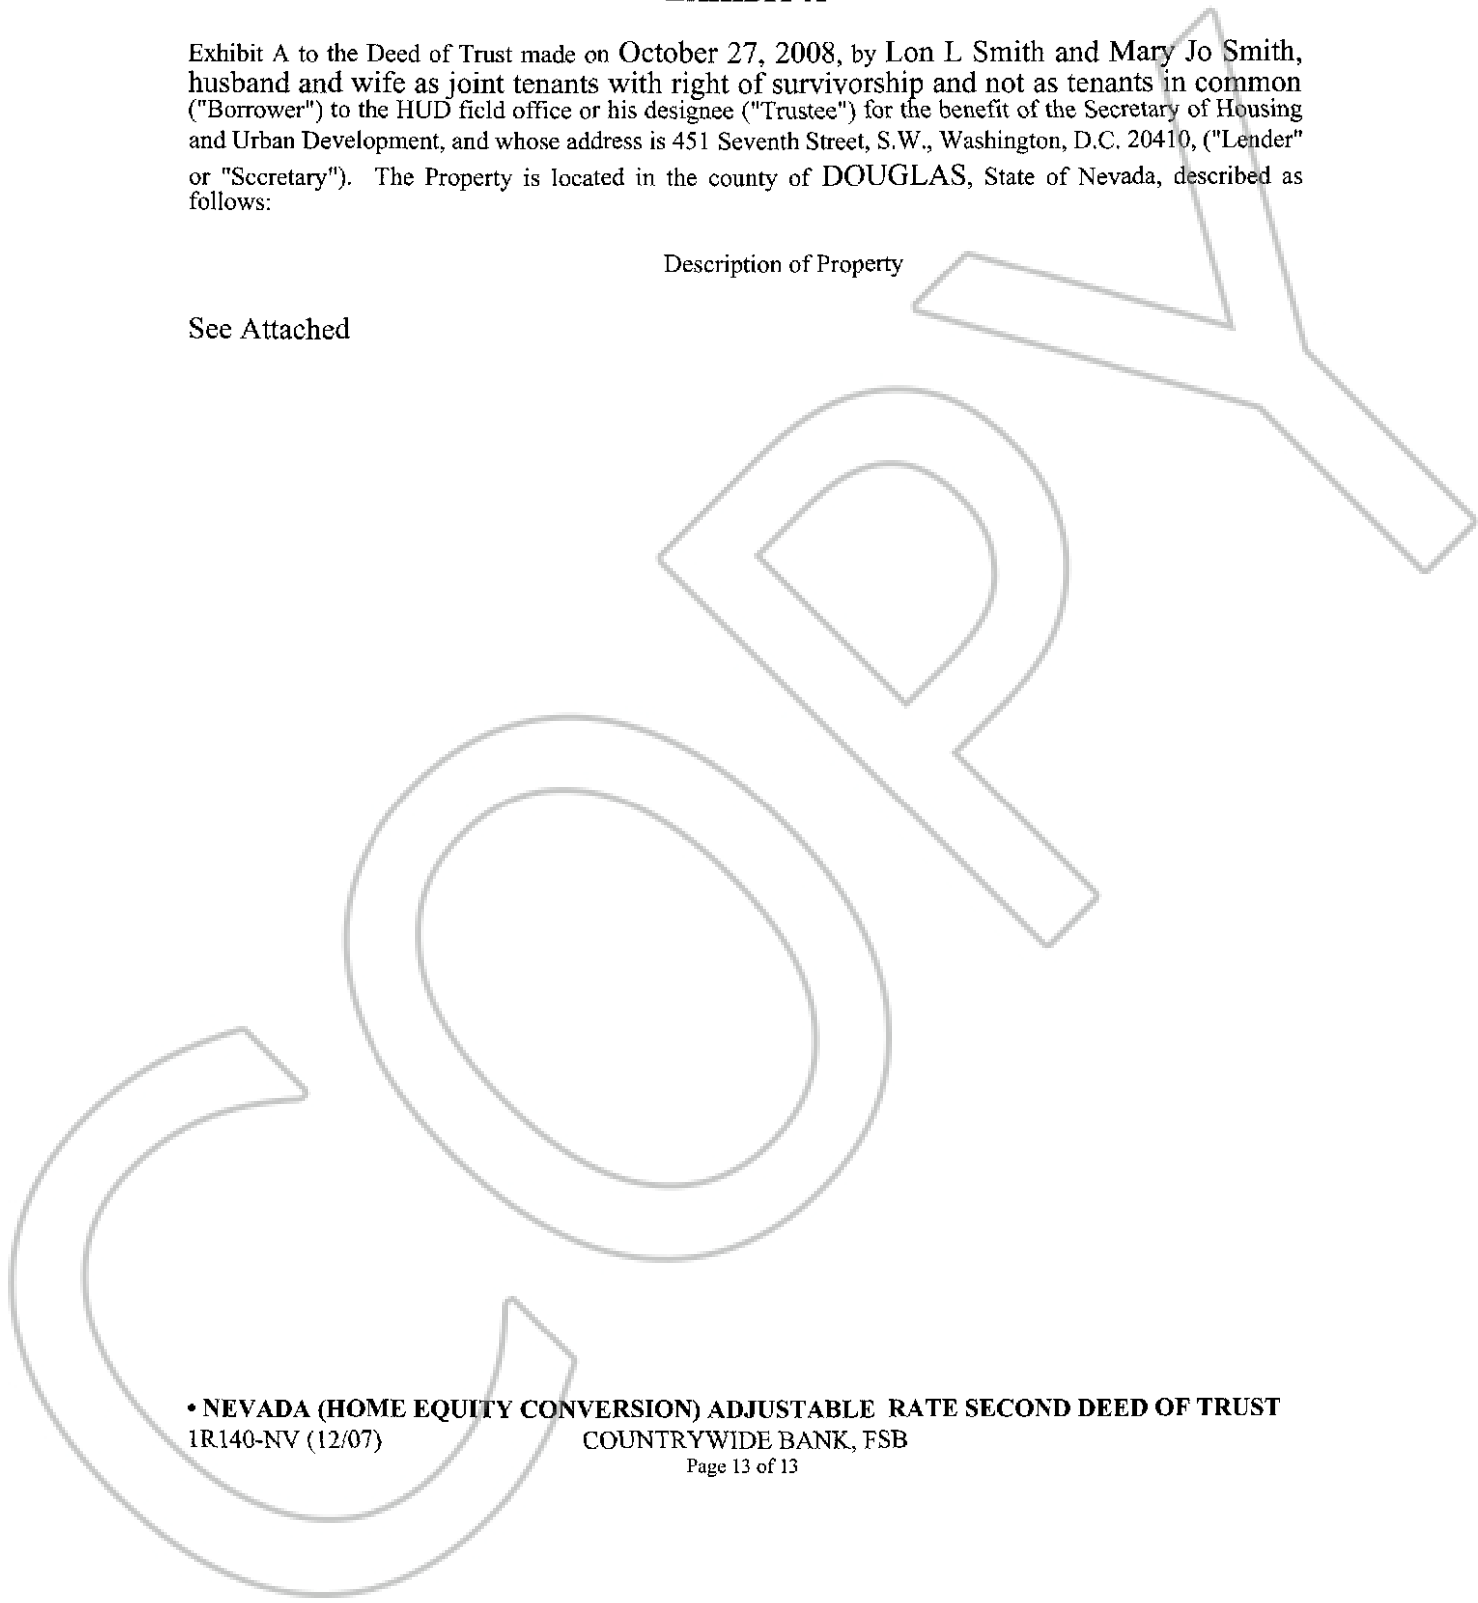 Exhibit A to the Deed of Trust made on October 27, 2008, by Lon L Smith and Mary Jo Smith,
husband and wife as joint tenants with right of survivorship and not as tenants in common
("Borrower") to the HUD field office or his designee ("Trustee") for the benefit of the Secretary of Housing
and Urban Development, and whose address is 451 Seventh Street, S.W., Washington, D.C. 20410, ("Lender"
or "Secretary"). The Property is located in the county of DOUGLAS, State of Nevada, described as
follows:
Description of Property
See Attached
COPY
• NEVADA (HOME EQUITY CONVERSION) ADJUSTABLE RATE SECOND DEED OF TRUST
1R140-NV (12/07) COUNTRYWIDE BANK, FSB
Page 13 of 13